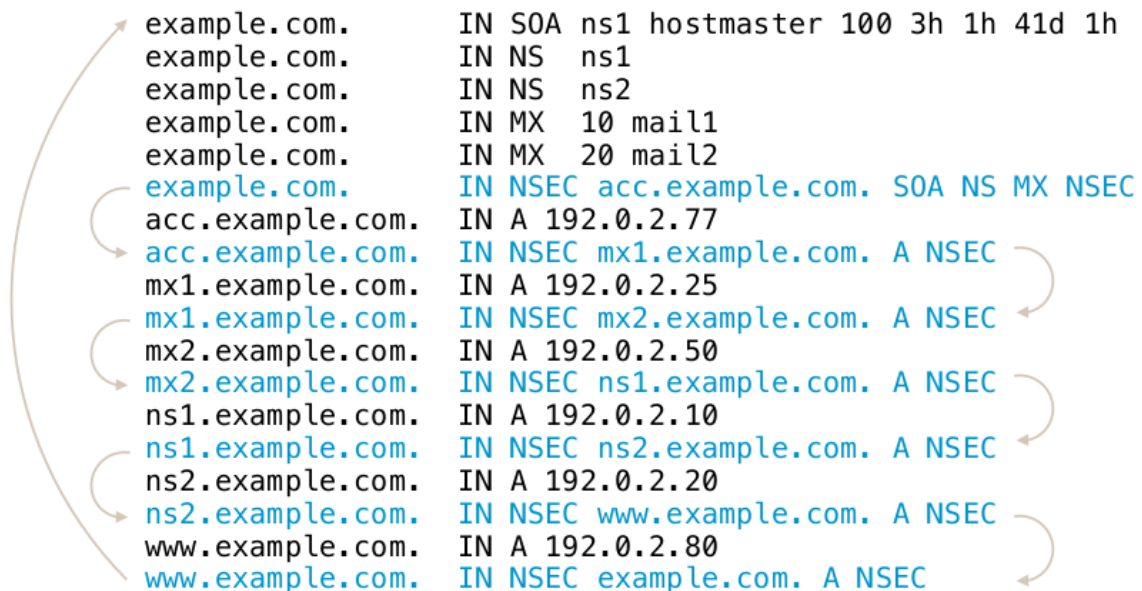 example.com. IN SOA ns1 hostmaster 100 3h 1h 41d 1h
example.com. IN NS ns1
example.com. IN NS ns2
example.com. IN MX 10 mail1
example.com. IN MX 20 mail2
example.com. IN NSEC acc.example.com. SOA NS MX NSEC
acc.example.com. IN A 192.0.2.77
acc.example.com. IN NSEC mx1.example.com. A NSEC
mx1.example.com. IN A 192.0.2.25
mx1.example.com. IN NSEC mx2.example.com. A NSEC
mx2.example.com. IN A 192.0.2.50
mx2.example.com. IN NSEC ns1.example.com. A NSEC
ns1.example.com. IN A 192.0.2.10
ns1.example.com. IN NSEC ns2.example.com. A NSEC
ns2.example.com. IN A 192.0.2.20
ns2.example.com. IN NSEC www.example.com. A NSEC
www.example.com. IN A 192.0.2.80
www.example.com. IN NSEC example.com. A NSEC